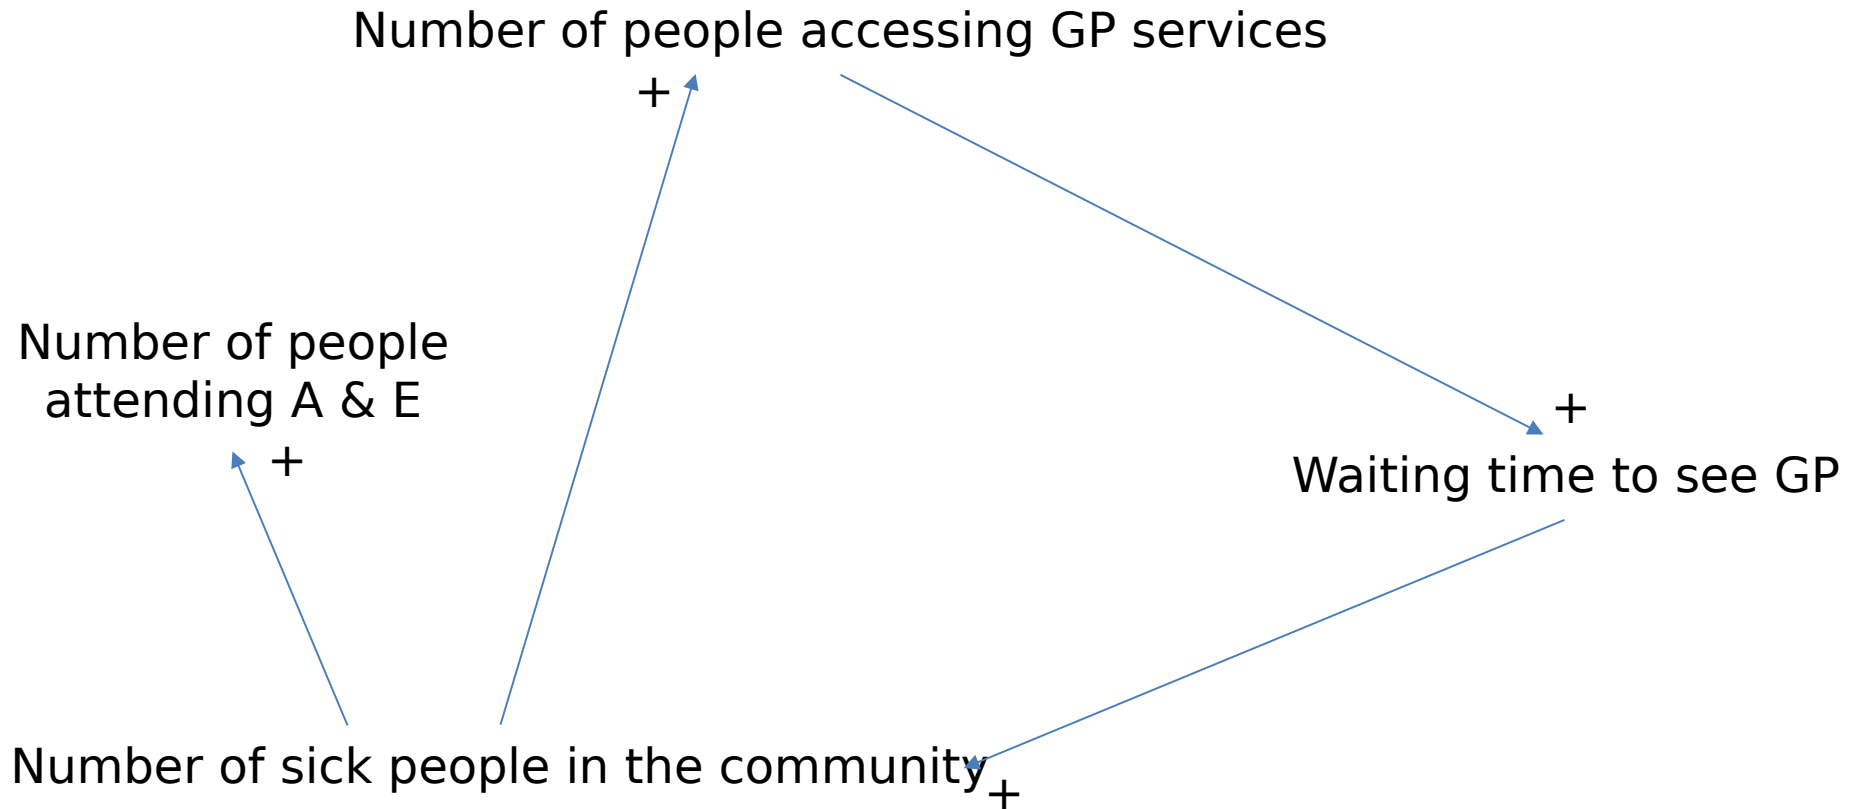 Number of people accessing GP services
+
Number of people
attending A & E
+
+
Waiting time to see GP
Number of sick people in the community
+